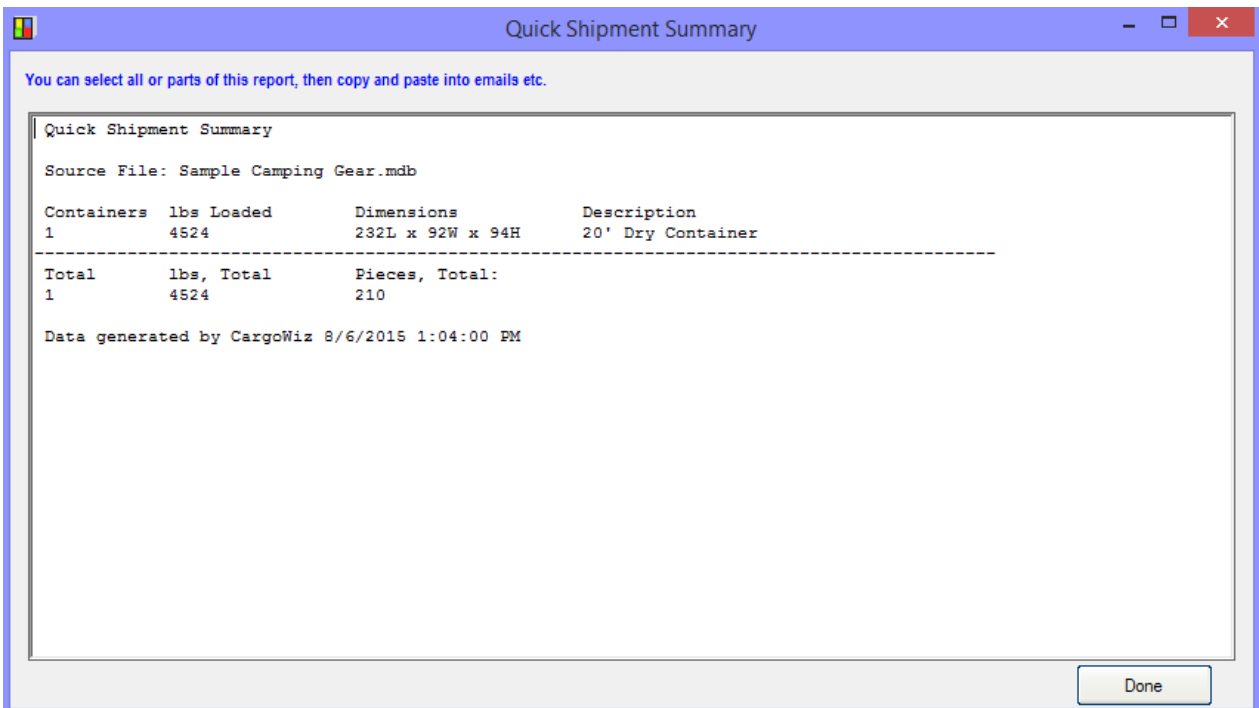 Quick Shipment Summary
You can select all or parts of this report, then copy and paste into emails etc.
Quick Shipment Summary
Source File: Sample Camping Gear.mdb
Containers lbs Loaded Dimensions Description
1 4524 232L x 92W x 94H 20' Dry Container
--------------------------------------------------------------------------------------------
Total lbs, Total Pieces, Total:
1 4524 210
Data generated by CargoWiz 8/6/2015 1:04:00 PM
Done